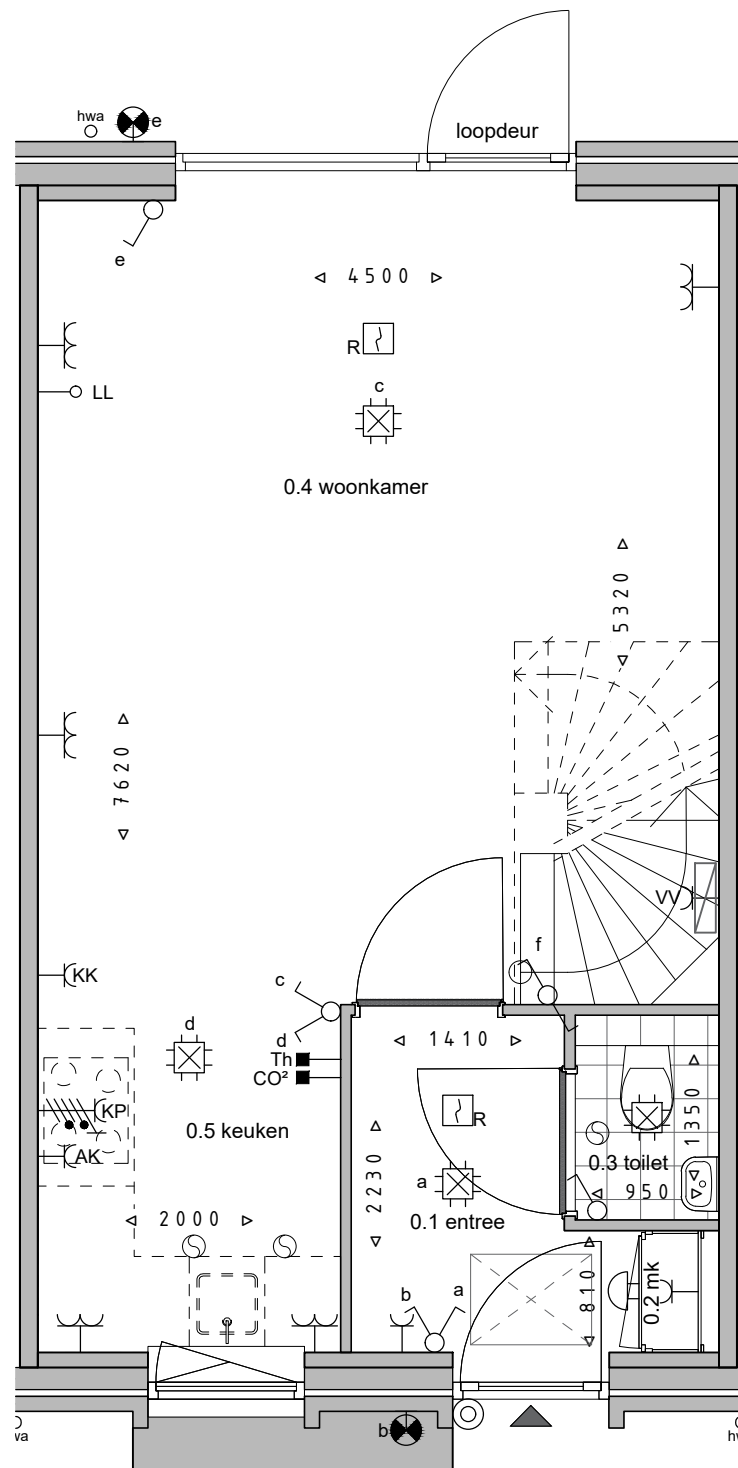 hwa
e
loopdeur
e
4500
R
c
LL
0.4 woonkamer
5320
7620
VV
f
KK
c
d
d
Th
CO²
1410
KP
R
1350
0.5 keuken
AK
0.3 toilet
a
2230
950
2000
0.1 entree
810
0.2 mk
b
a
wa
b
hw